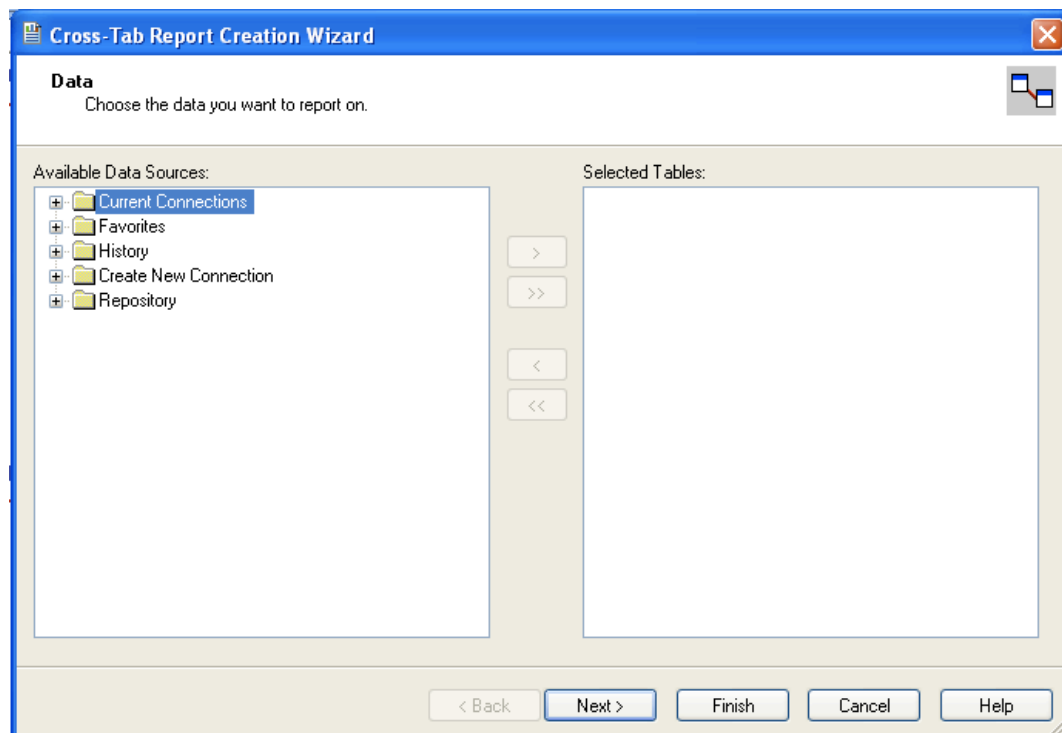 Cross-Tab Report Creation Wizard
Data
Choose the data you want to report on.
Available Data Sources:
Selected Tables:
Current Connections
Favorites
History
Create New Connection
Repository
>
>>
<
<<
< Back
Next >
Finish
Cancel
Help